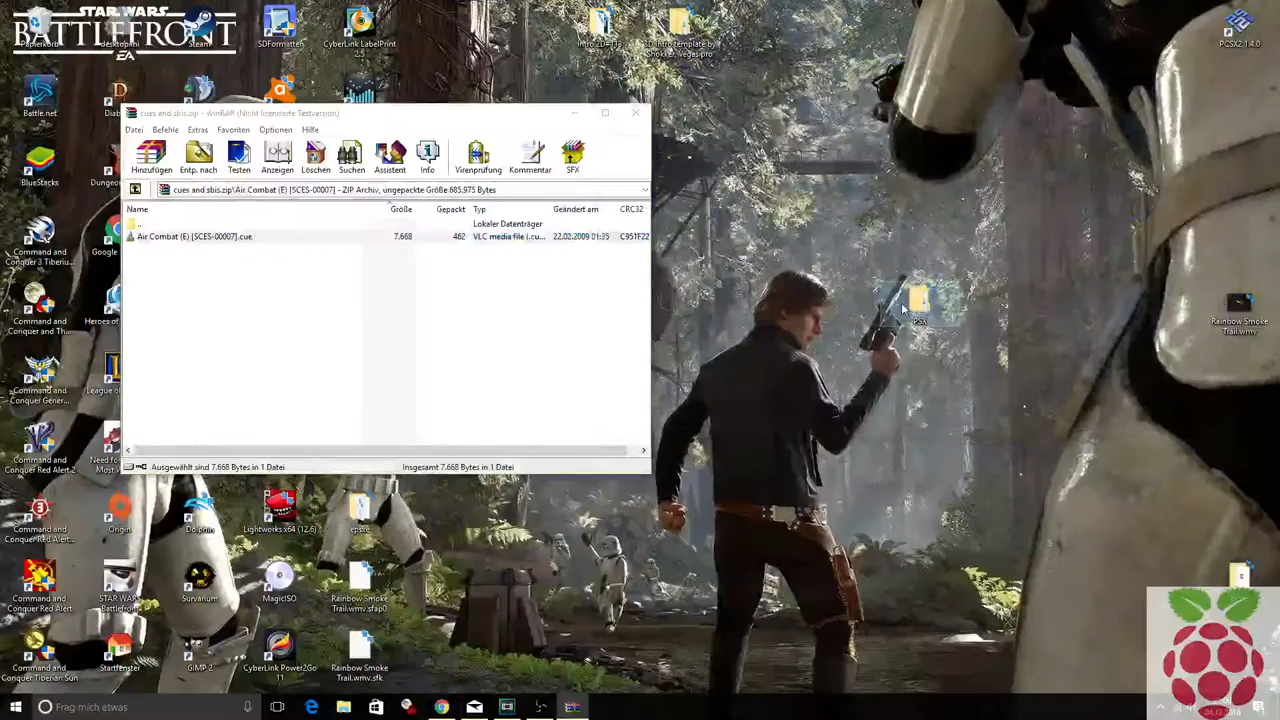 STAR WARS
BATTLEFRONT
EA
Papierkorb
Steam
SDFormatter
CyberLink LabelPrint
2.5
PCSX2 1.4.0
Battle.net
BlueStacks
Command and
Conquer 3 Tiberiu...
Google
Command and
Conquer and Th...
Heroes of
Command and
Conquer Gener...
League of
Command and
Conquer Red Alert 2
Need for
Command and
Conquer Red Alert...
Origin
Dolphin
Lightworks x64 (12.6)
Command and
Conquer Red Alert
STAR WARS
Battlefront
Survarium
MagicISO
Rainbow Smoke
Trail.wmv.sfap0
Command and
Conquer Tiberian Sun
Startfenster
GIMP 2
CyberLink Power2Go
11
Rainbow Smoke
Trail.wmv.sfk
cues and sbis.zip - WinRAR (Nicht lizensierte Testversion)
Datei Befehle Extras Favoriten Optionen Hilfe
Hinzufügen Entp. nach Testen Anzeigen Löschen Suchen Assistent Info Virenprüfung Kommentar SFX
cues and sbis.zip\Air Combat (E) [SCES-00007] - ZIP Archiv, ungepackte Größe 685.975 Bytes
Name Größe Gepackt Typ Geändert am CRC32
.. Lokaler Datenträger
Air Combat (E) [SCES-00007].cue 7.668 462 VLC media file (.cu... 22.02.2009 01:35 C951F22
Ausgewählt sind 7.668 Bytes in 1 Datei Insgesamt 7.668 Bytes in 1 Datei
PSX
Rainbow Smoke
Trail.wmv
Frag mich etwas